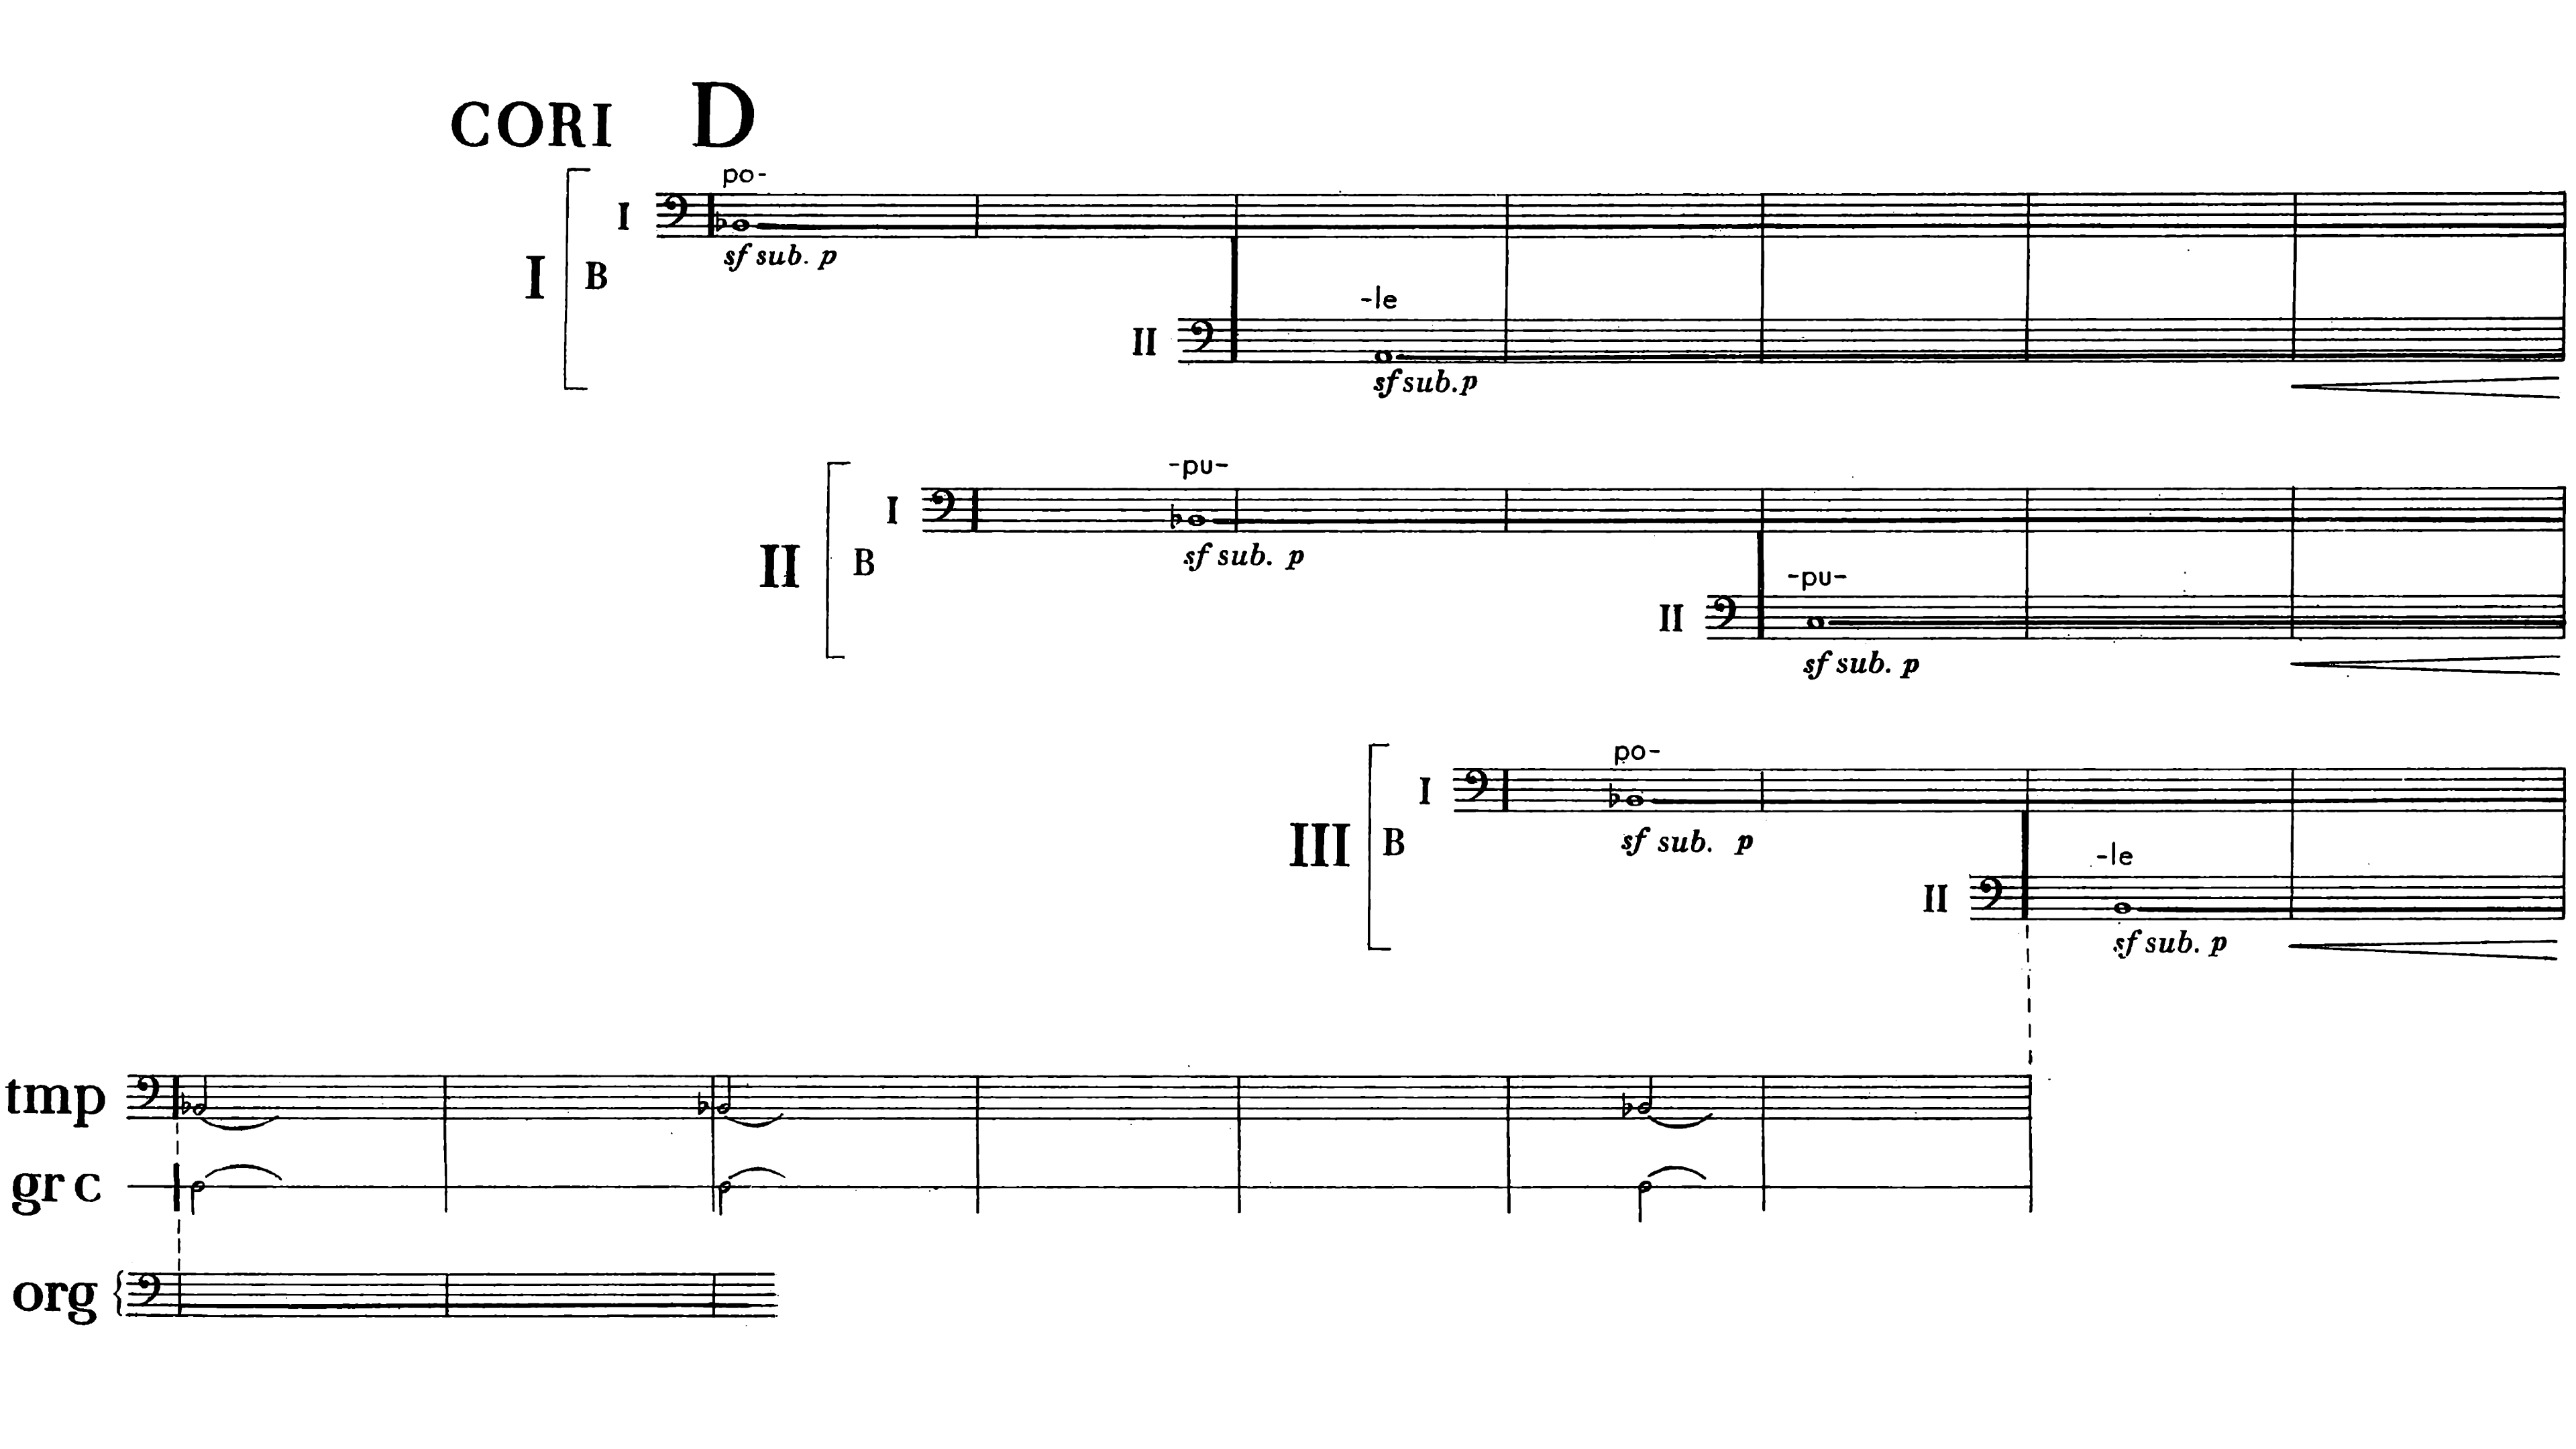 CORI D
po-
I
sf sub. p
I B
-le
II
sf sub. p
-pu-
I
sf sub. p
II B
-pu-
II
sf sub. p
po-
I
sf sub. p
III B
-le
II
sf sub. p
tmp
gr c
org